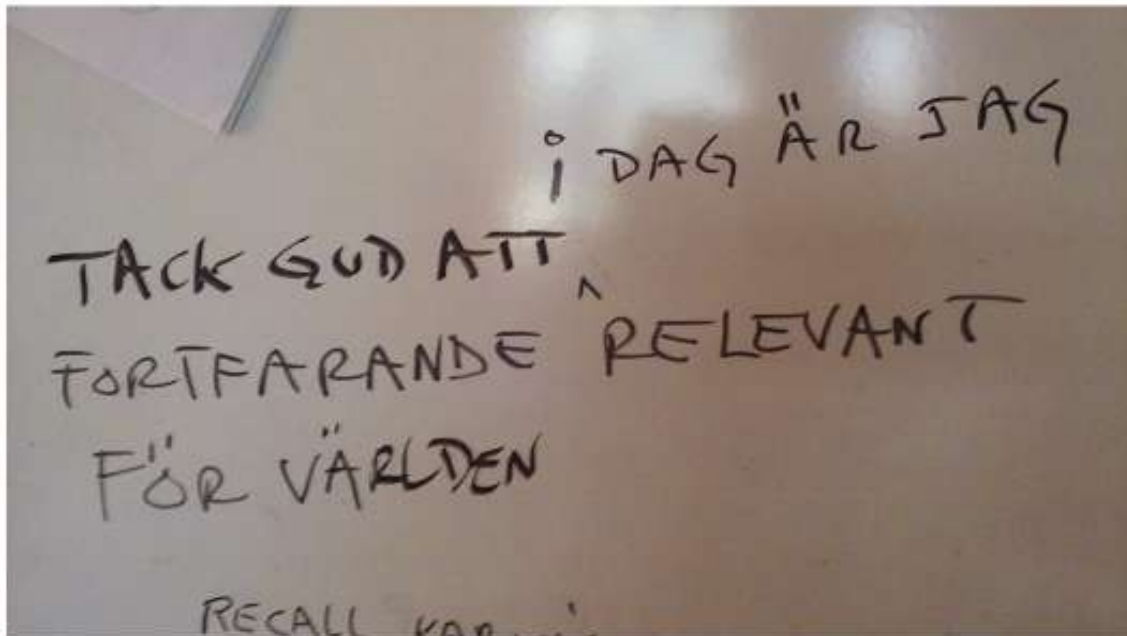 i DAG ÄR JAG
TACK GUD ATT ^
FORTFARANDE RELEVANT
FÖR VÄRLDEN
RECALL